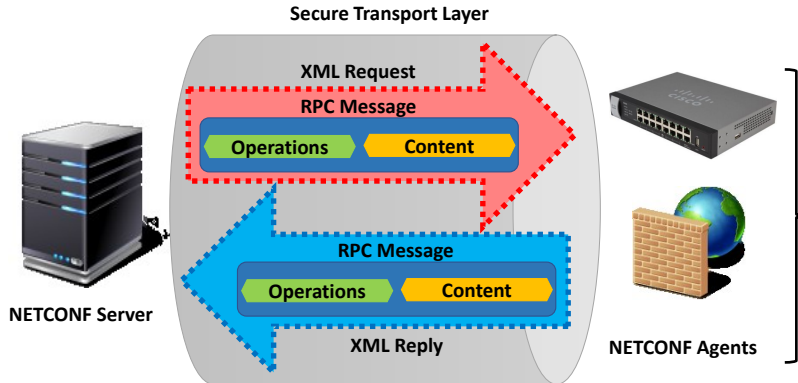 Secure Transport Layer
XML Request
RPC Message
Operations
Content
CISCO
NETCONF Server
RPC Message
Operations
Content
XML Reply
NETCONF Agents